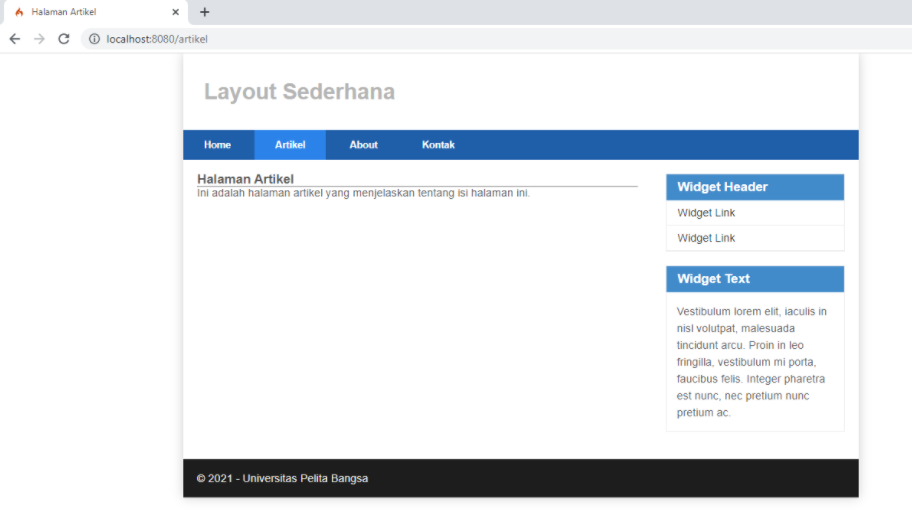 Halaman Artikel
localhost:8080/artikel
Layout Sederhana
Home Artikel About Kontak
Halaman Artikel
Ini adalah halaman artikel yang menjelaskan tentang isi halaman ini.
Widget Header
Widget Link
Widget Link
Widget Text
Vestibulum lorem elit, iaculis in
nisl volutpat, malesuada
tincidunt arcu. Proin in leo
fringilla, vestibulum mi porta,
faucibus felis. Integer pharetra
est nunc, nec pretium nunc
pretium ac.
© 2021 - Universitas Pelita Bangsa